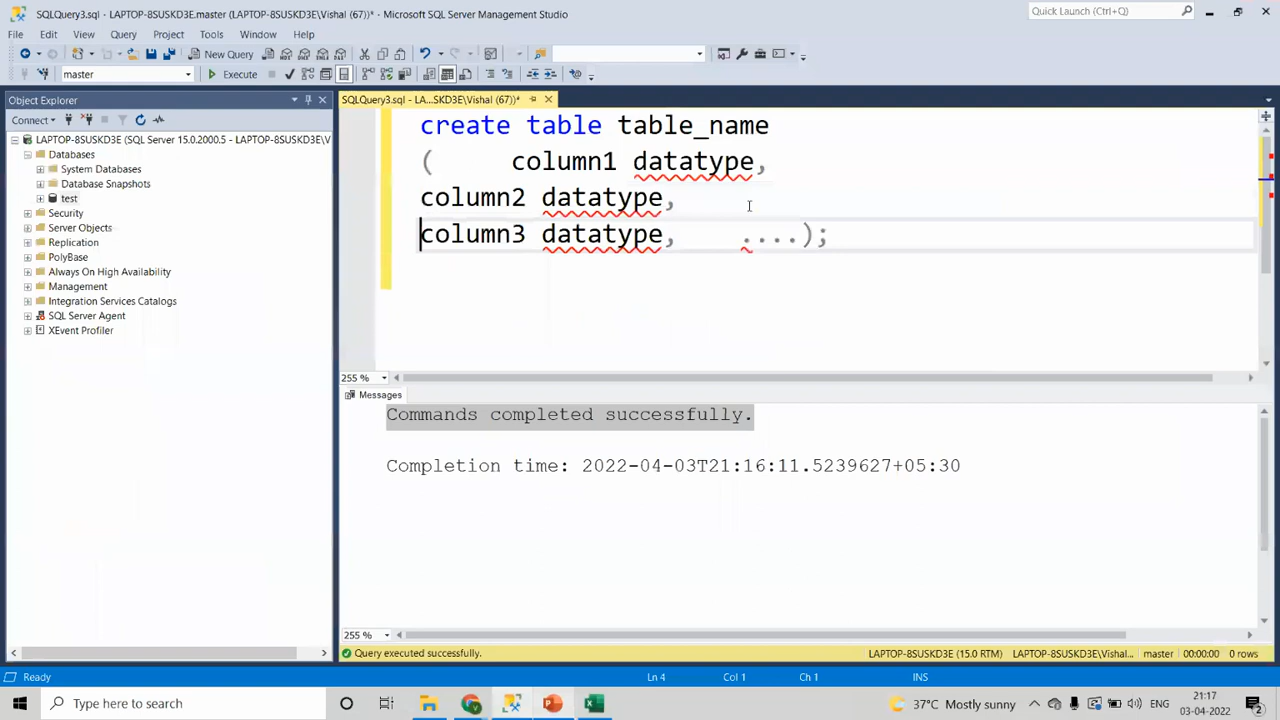 SQLQuery3.sql - LAPTOP-8SUSKD3E.master (LAPTOP-8SUSKD3E\Vishal (67))* - Microsoft SQL Server Management Studio
Quick Launch (Ctrl+Q)
File Edit View Query Project Tools Window Help
New Query
master Execute
Object Explorer
SQLQuery3.sql - LA...SKD3E\Vishal (67))*
Connect
LAPTOP-8SUSKD3E (SQL Server 15.0.2000.5 - LAPTOP-8SUSKD3E\V
Databases
System Databases
Database Snapshots
test
Security
Server Objects
Replication
PolyBase
Always On High Availability
Management
Integration Services Catalogs
SQL Server Agent
XEvent Profiler
create table table_name
( column1 datatype,
column2 datatype,
column3 datatype, ....);
255 %
Messages
Commands completed successfully.
Completion time: 2022-04-03T21:16:11.5239627+05:30
255 %
Query executed successfully. LAPTOP-8SUSKD3E (15.0 RTM) LAPTOP-8SUSKD3E\Vishal... master 00:00:00 0 rows
Ready Ln 4 Col 1 Ch 1 INS
Type here to search
37°C Mostly sunny ENG
21:17
03-04-2022
2